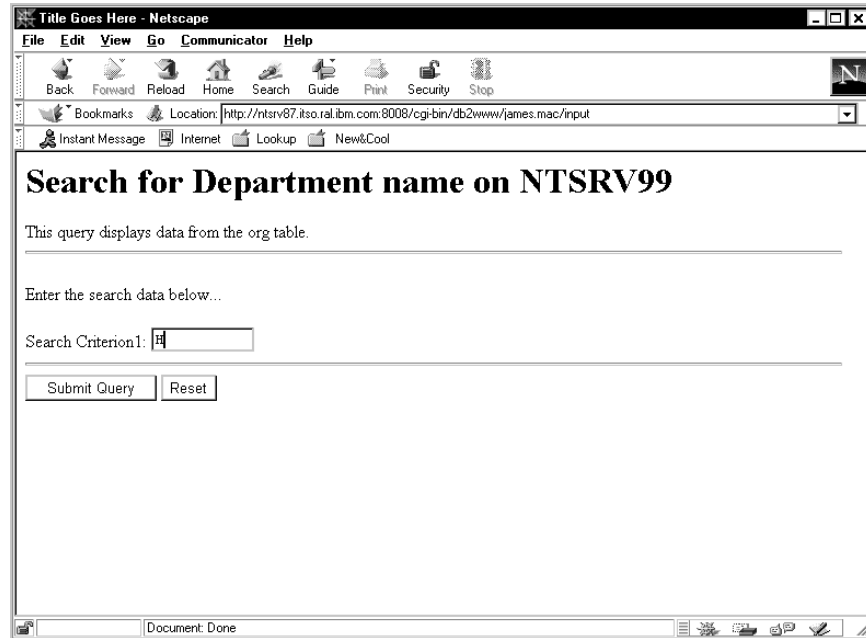 Title Goes Here - Netscape
File Edit View Go Communicator Help
Back Forward Reload Home Search Guide Print Security Stop
N
Bookmarks Location: http://ntsrv87.itso.ral.ibm.com:8008/cgi-bin/db2www/james.mac/input
Instant Message Internet Lookup New&Cool
Search for Department name on NTSRV99
This query displays data from the org table.
Enter the search data below...
Search Criterion1: H
Submit Query Reset
Document: Done